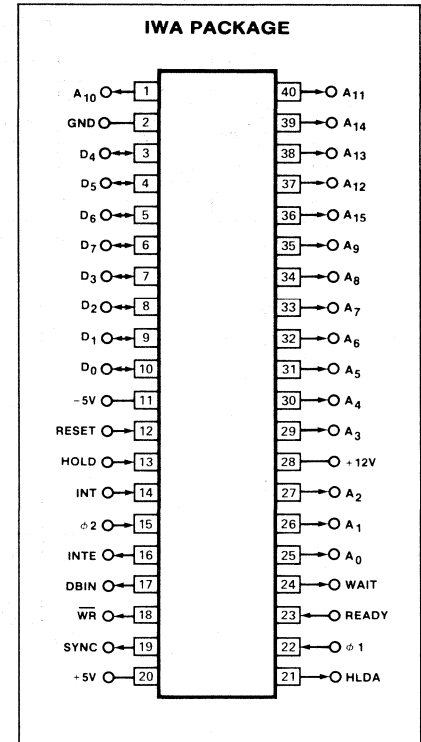 IWA PACKAGE
A10 1 40 A11
GND 2 39 A14
D4 3 38 A13
D5 4 37 A12
D6 5 36 A15
D7 6 35 A9
D3 7 34 A8
D2 8 33 A7
D1 9 32 A6
D0 10 31 A5
-5V 11 30 A4
RESET 12 29 A3
HOLD 13 28 +12V
INT 14 27 A2
φ2 15 26 A1
INTE 16 25 A0
DBIN 17 24 WAIT
W̅R̅ 18 23 READY
SYNC 19 22 φ1
+5V 20 21 HLDA